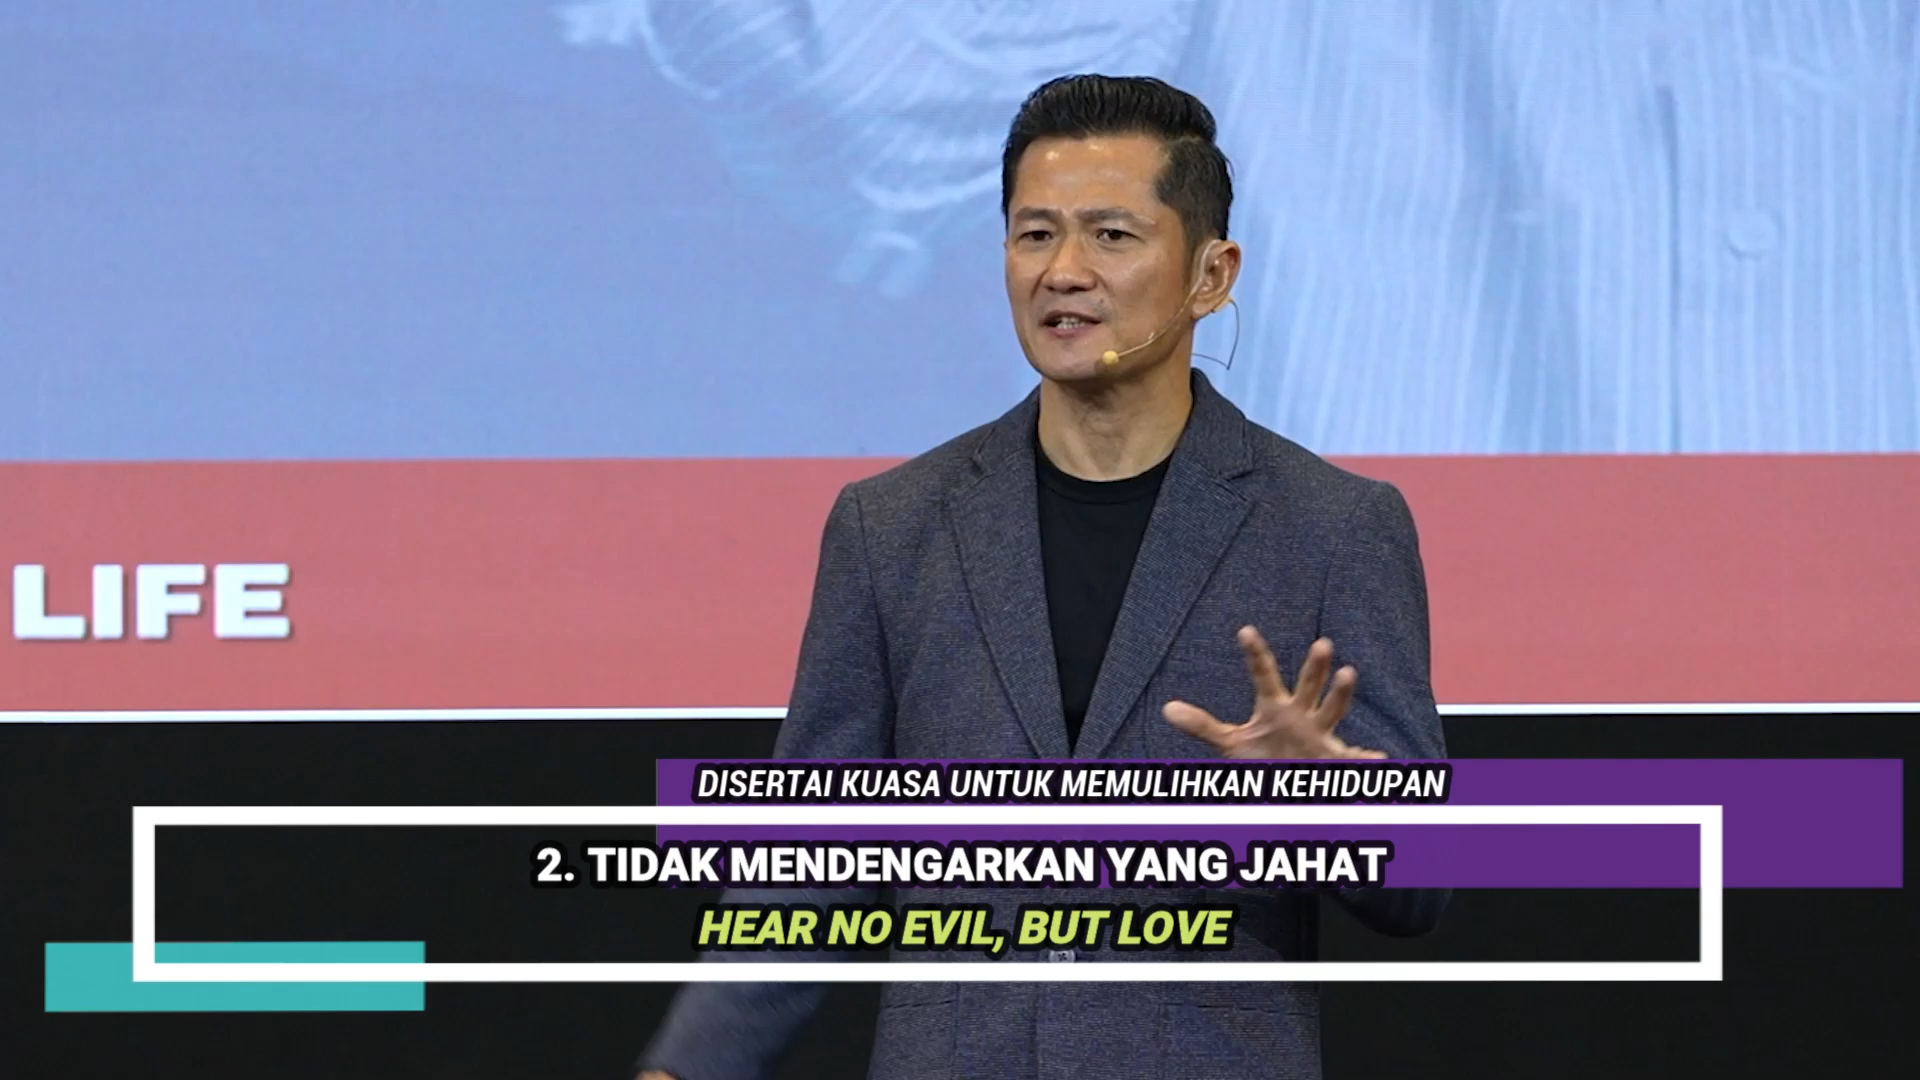 LIFE
DISERTAI KUASA UNTUK MEMULIHKAN KEHIDUPAN
2. TIDAK MENDENGARKAN YANG JAHAT
HEAR NO EVIL, BUT LOVE